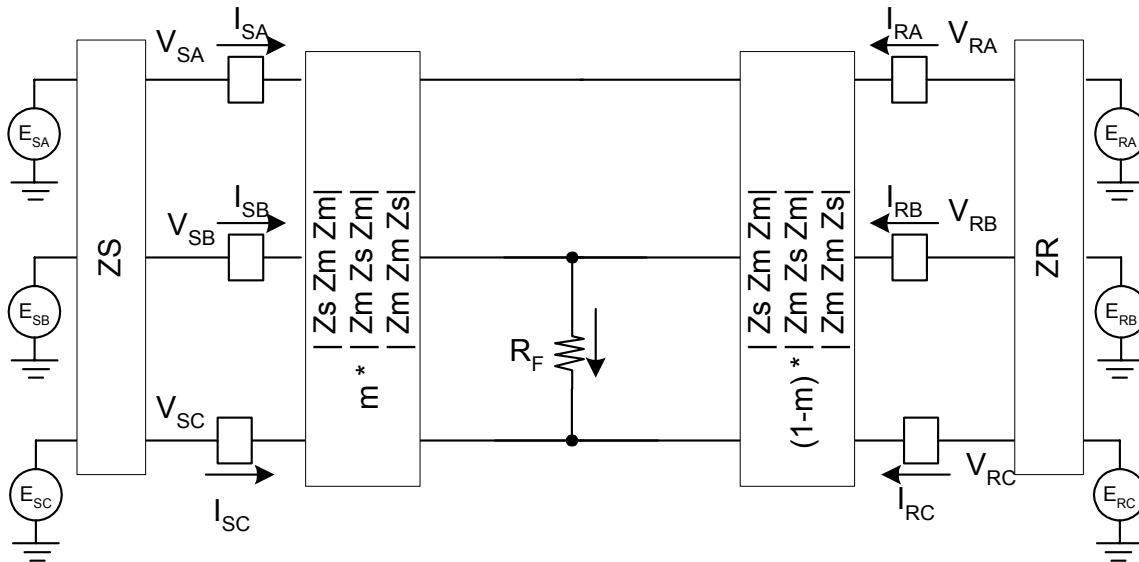 I_SA
V_SA
I_RA
V_RA
E_SA
E_RA
ZS
I_SB
V_SB
m * |Zs Zm Zm|
|Zm Zs Zm|
|Zm Zm Zs|
(1-m) * |Zs Zm Zm|
|Zm Zs Zm|
|Zm Zm Zs|
I_RB
V_RB
ZR
E_SB
E_RB
R_F
V_SC
I_SC
V_RC
I_RC
E_SC
E_RC